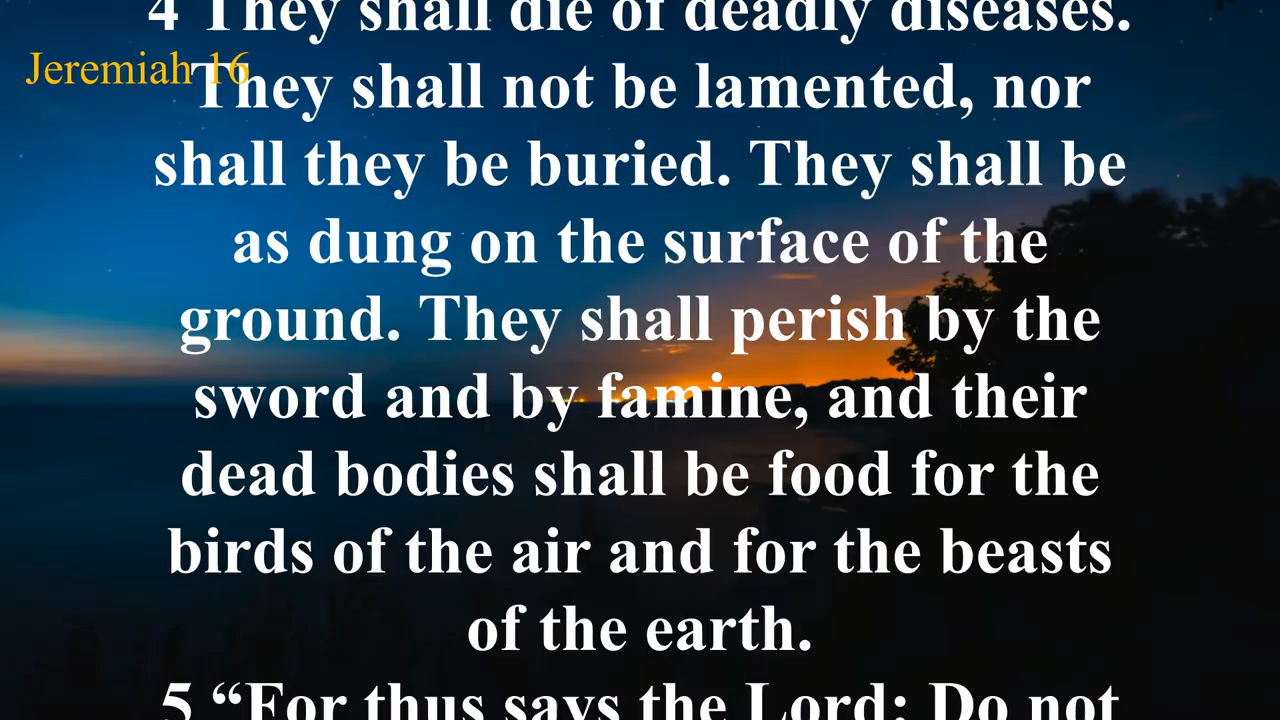 4 They shall die of deadly diseases.
Jeremiah 16
They shall not be lamented, nor
shall they be buried. They shall be
as dung on the surface of the
ground. They shall perish by the
sword and by famine, and their
dead bodies shall be food for the
birds of the air and for the beasts
of the earth.
5 “For thus says the Lord: Do not